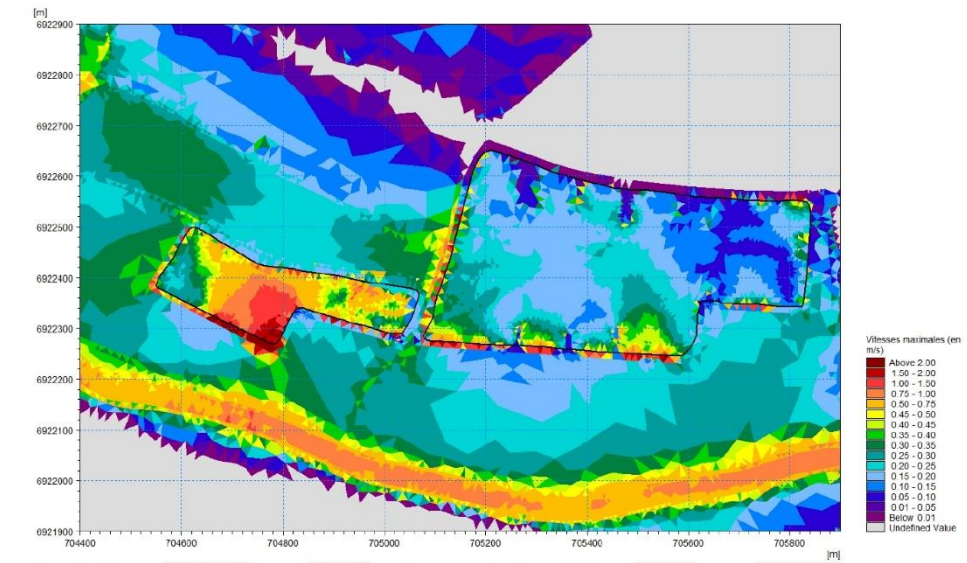 [m]
6922900
6922800
6922700
6922600
6922500
6922400
6922300
6922200
6922100
6922000
6921900
704400
704600
704800
705000
705200
705400
705600
705800
[m]
Vitesses maximales (en
m/s)
Above 2.00
1.50 - 2.00
1.00 - 1.50
0.75 - 1.00
0.50 - 0.75
0.45 - 0.50
0.40 - 0.45
0.35 - 0.40
0.30 - 0.35
0.25 - 0.30
0.20 - 0.25
0.15 - 0.20
0.10 - 0.15
0.05 - 0.10
0.01 - 0.05
Below 0.01
Undefined Value